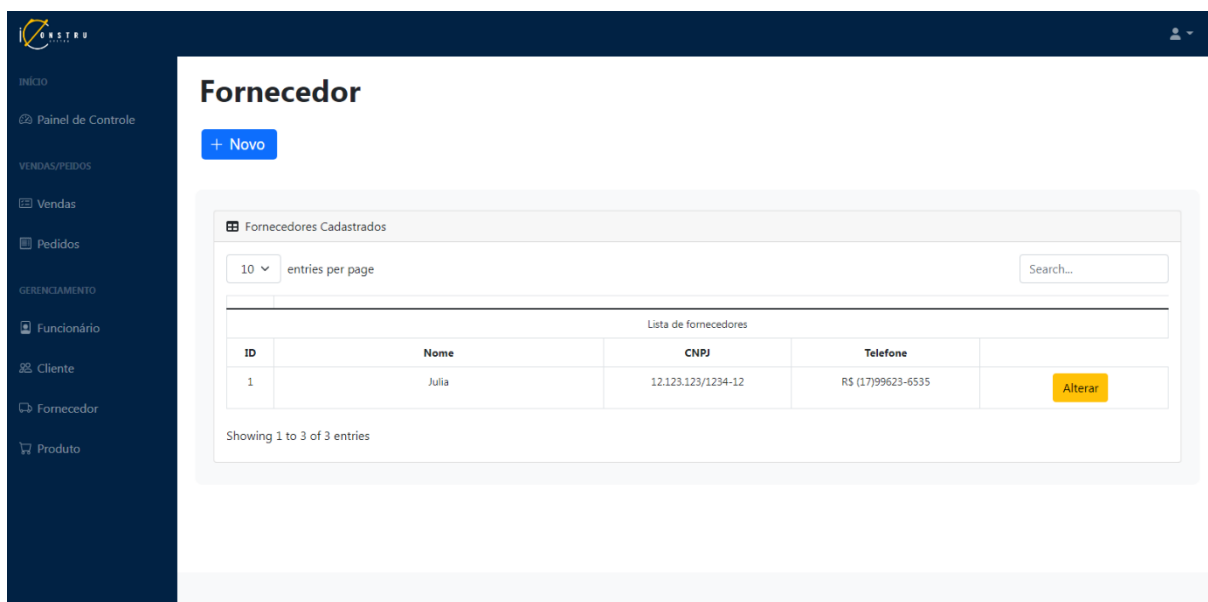 iCONSTRU
INÍCIO
Painel de Controle
VENDAS/PEIDOS
Vendas
Pedidos
GERENCIAMENTO
Funcionário
Cliente
Fornecedor
Produto
Fornecedor
+ Novo
Fornecedores Cadastrados
10 entries per page
Search...
Lista de fornecedores
ID Nome CNPJ Telefone
1 Julia 12.123.123/1234-12 R$ (17)99623-6535 Alterar
Showing 1 to 3 of 3 entries